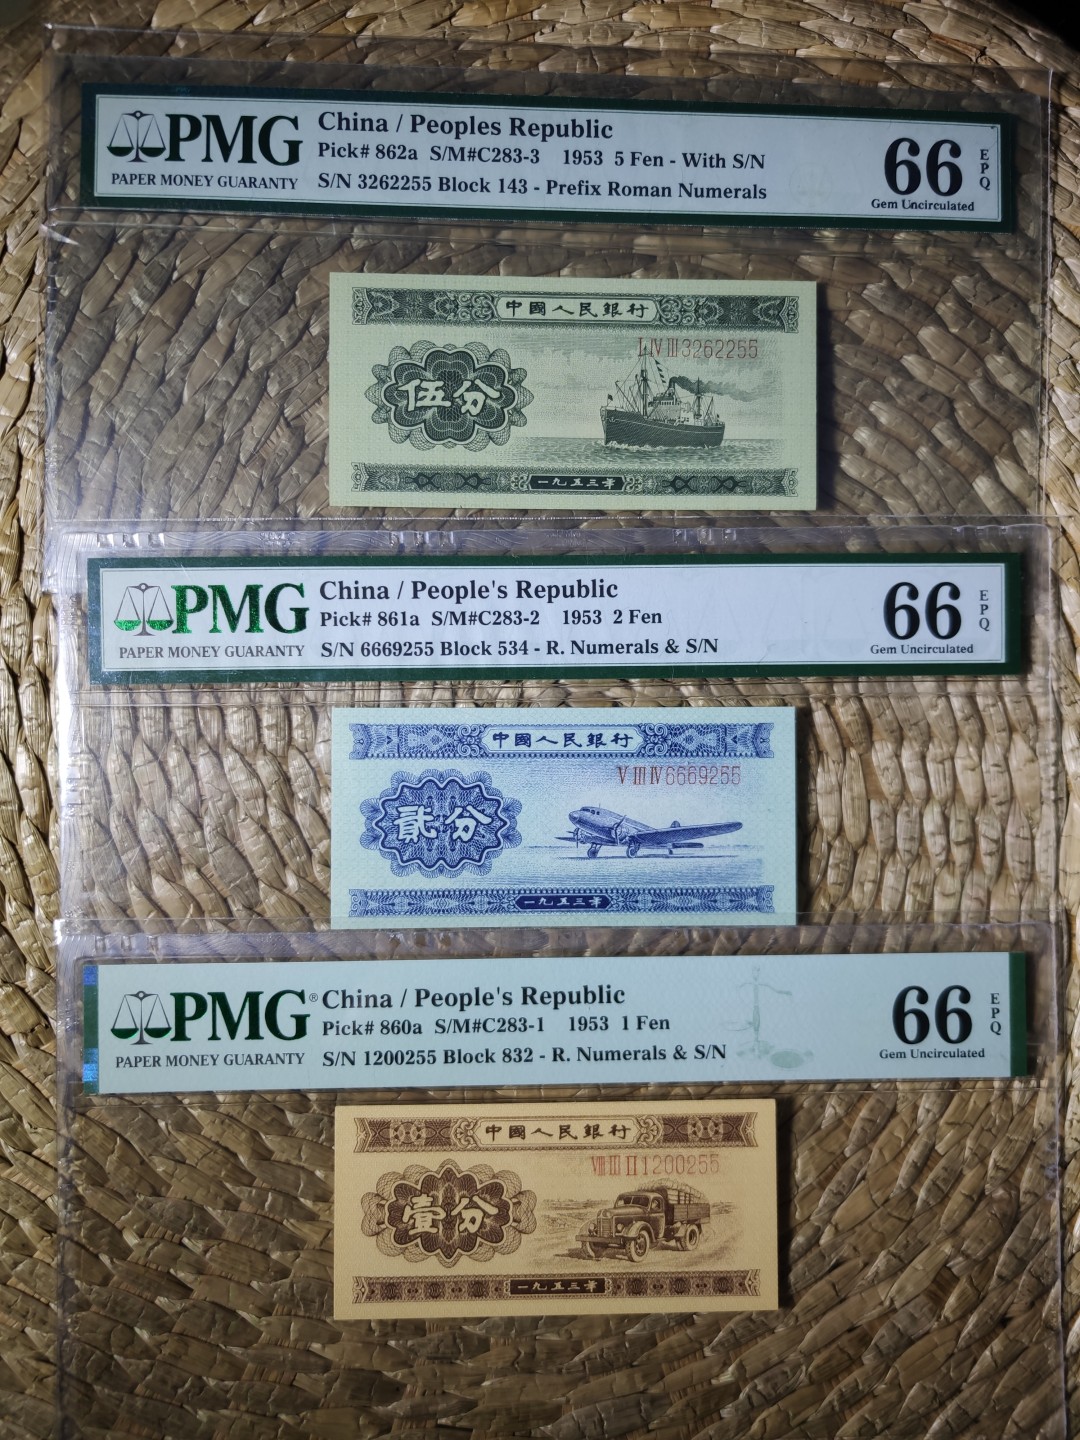 PMG
PAPER MONEY GUARANTY
China / Peoples Republic
Pick# 862a S/M#C283-3 1953 5 Fen - With S/N
S/N 3262255 Block 143 - Prefix Roman Numerals
66
EPQ
Gem Uncirculated
中國人民銀行
I IV III 3262255
伍分
一九五三年
PMG
PAPER MONEY GUARANTY
China / People's Republic
Pick# 861a S/M#C283-2 1953 2 Fen
S/N 6669255 Block 534 - R. Numerals & S/N
66
EPQ
Gem Uncirculated
中國人民銀行
V III IV 6669255
貳分
一九五三年
PMG®
PAPER MONEY GUARANTY
China / People's Republic
Pick# 860a S/M#C283-1 1953 1 Fen
S/N 1200255 Block 832 - R. Numerals & S/N
66
EPQ
Gem Uncirculated
中國人民銀行
VIII III II 1200255
壹分
一九五三年